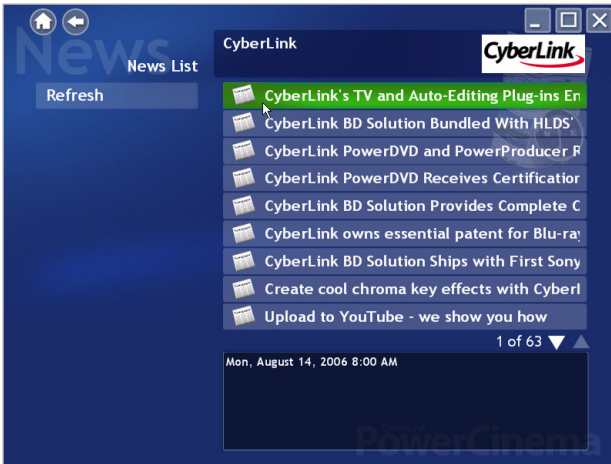 News
News List
CyberLink
CyberLink
Refresh
CyberLink's TV and Auto-Editing Plug-ins En
CyberLink BD Solution Bundled With HLDS'
CyberLink PowerDVD and PowerProducer R
CyberLink PowerDVD Receives Certification
CyberLink BD Solution Provides Complete C
CyberLink owns essential patent for Blu-ray
CyberLink BD Solution Ships with First Sony
Create cool chroma key effects with Cyberl
Upload to YouTube - we show you how
1 of 63
Mon, August 14, 2006 8:00 AM
CyberLink
PowerCinema